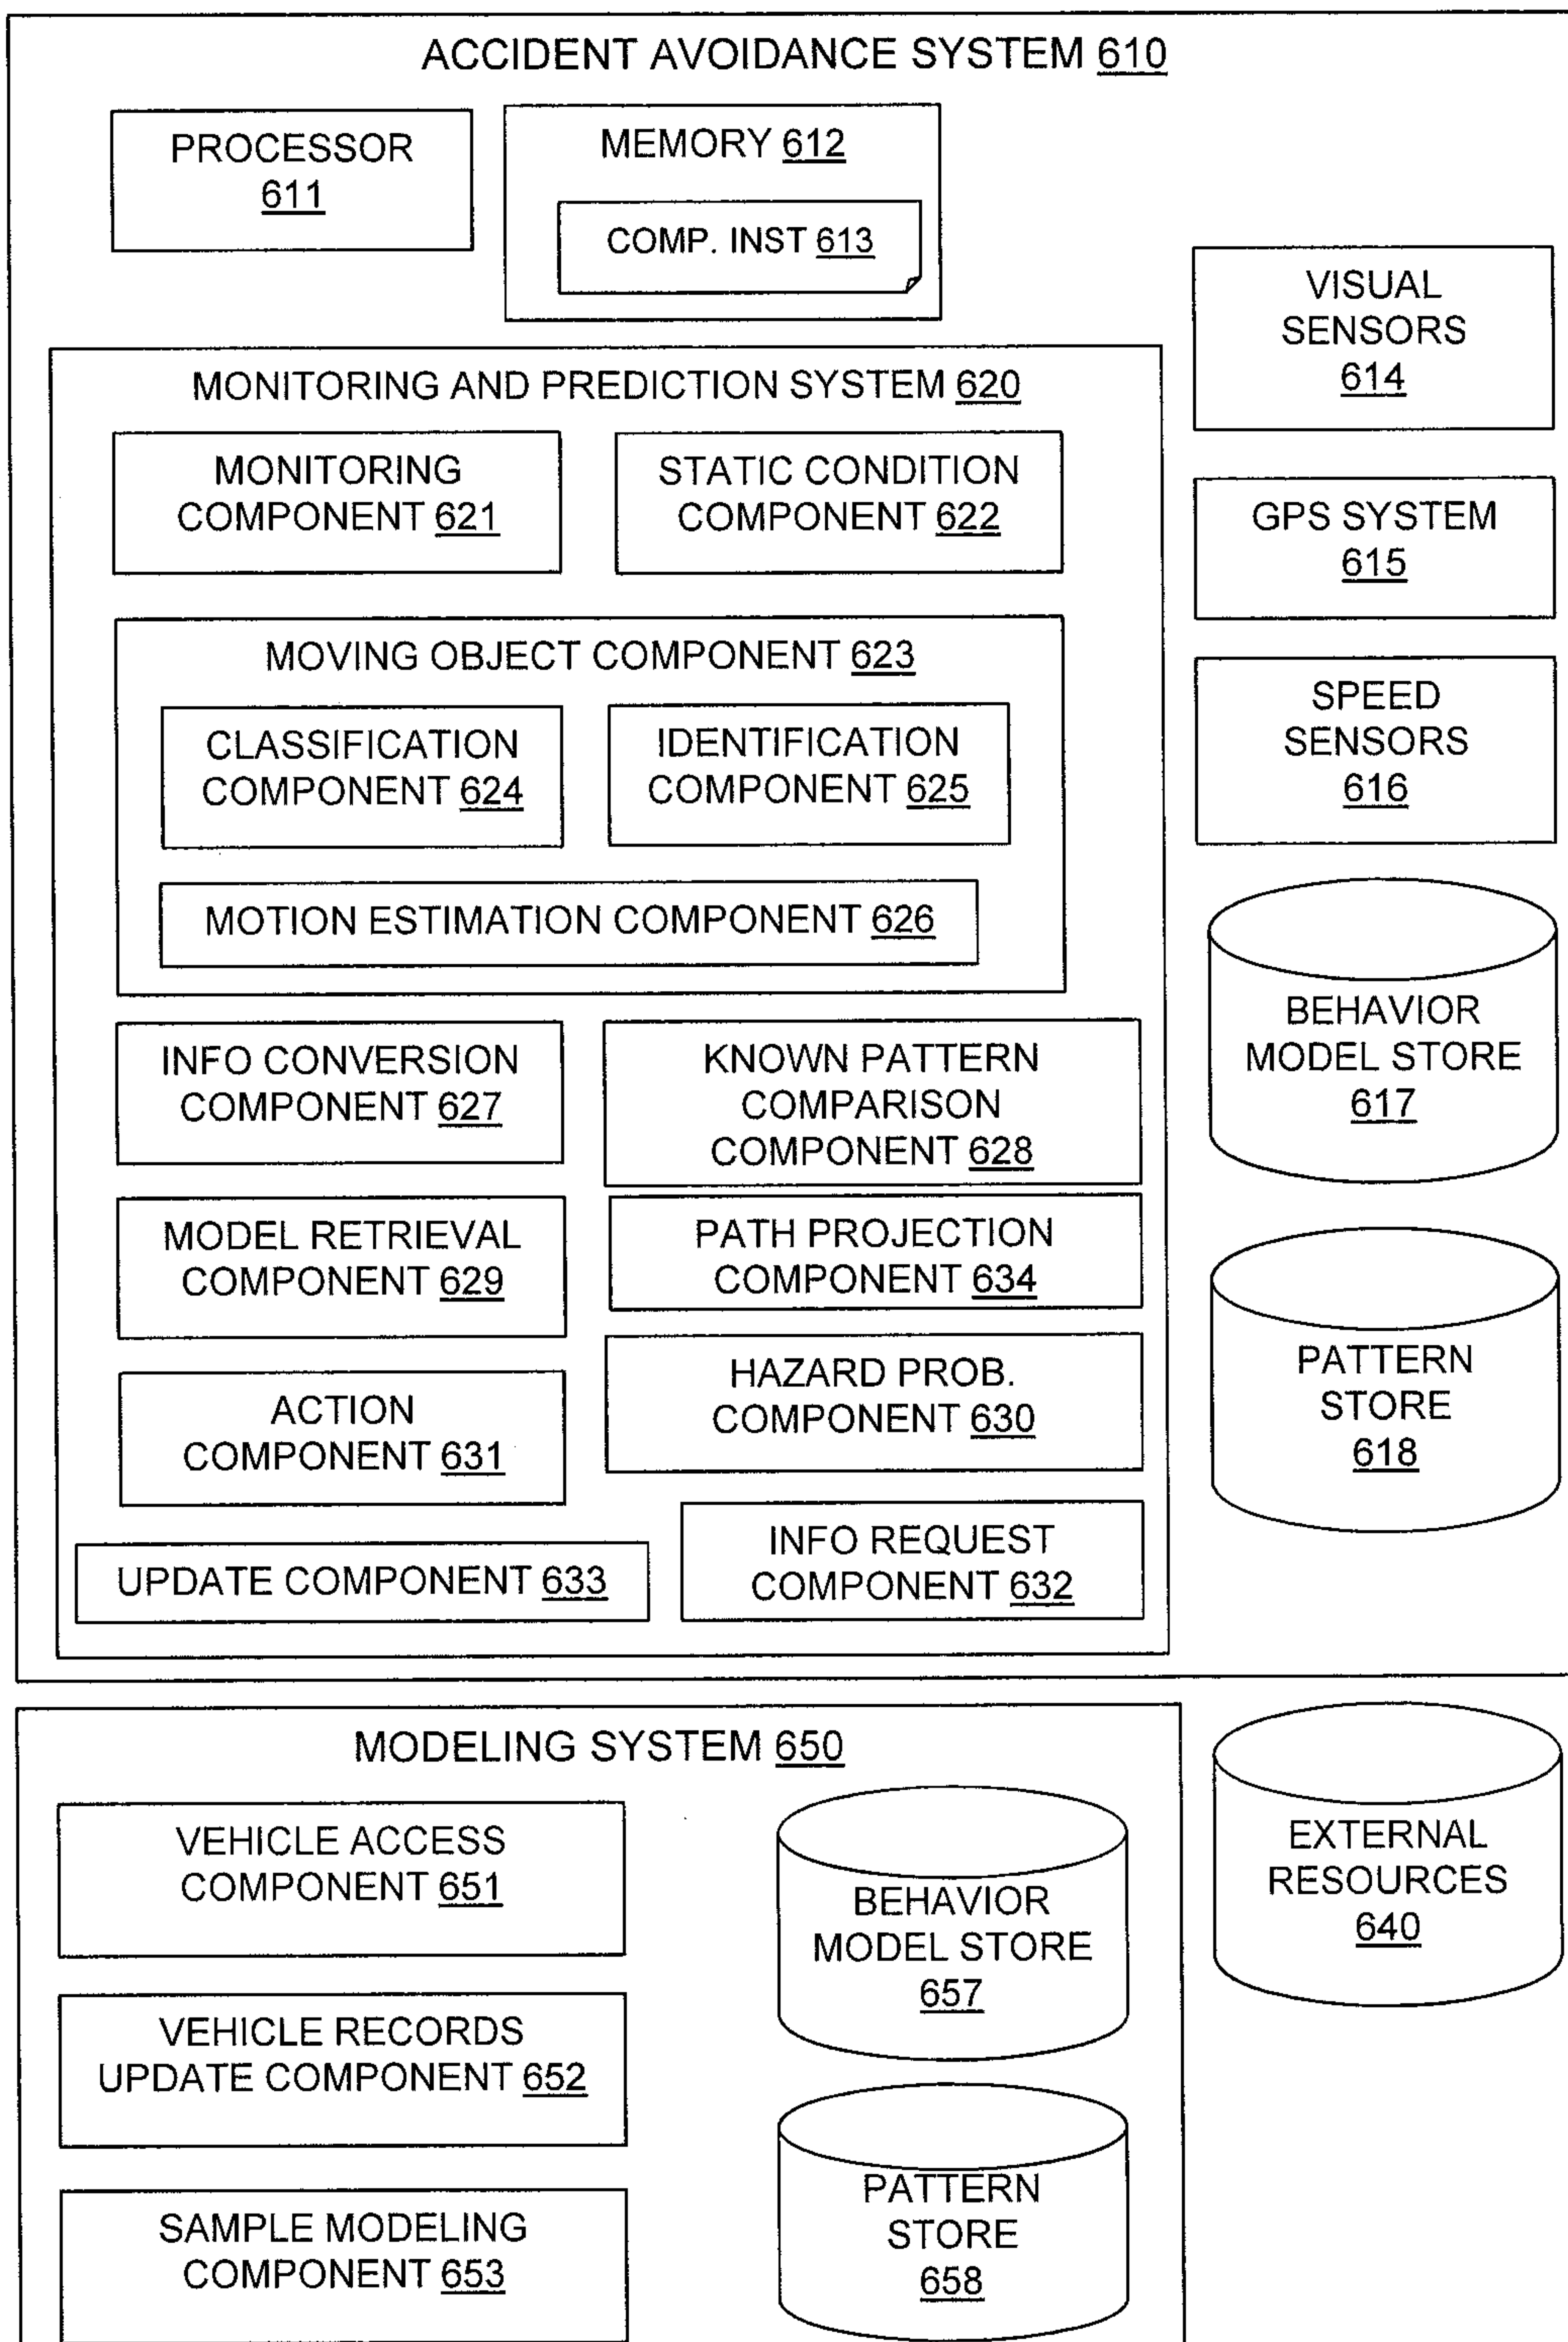 ACCIDENT AVOIDANCE SYSTEM 610
PROCESSOR
611
MEMORY 612
COMP. INST 613
VISUAL
SENSORS
614
MONITORING AND PREDICTION SYSTEM 620
MONITORING
COMPONENT 621
STATIC CONDITION
COMPONENT 622
GPS SYSTEM
615
MOVING OBJECT COMPONENT 623
CLASSIFICATION
COMPONENT 624
IDENTIFICATION
COMPONENT 625
MOTION ESTIMATION COMPONENT 626
SPEED
SENSORS
616
INFO CONVERSION
COMPONENT 627
KNOWN PATTERN
COMPARISON
COMPONENT 628
BEHAVIOR
MODEL STORE
617
MODEL RETRIEVAL
COMPONENT 629
PATH PROJECTION
COMPONENT 634
ACTION
COMPONENT 631
HAZARD PROB.
COMPONENT 630
PATTERN
STORE
618
UPDATE COMPONENT 633
INFO REQUEST
COMPONENT 632
MODELING SYSTEM 650
VEHICLE ACCESS
COMPONENT 651
BEHAVIOR
MODEL STORE
657
EXTERNAL
RESOURCES
640
VEHICLE RECORDS
UPDATE COMPONENT 652
SAMPLE MODELING
COMPONENT 653
PATTERN
STORE
658